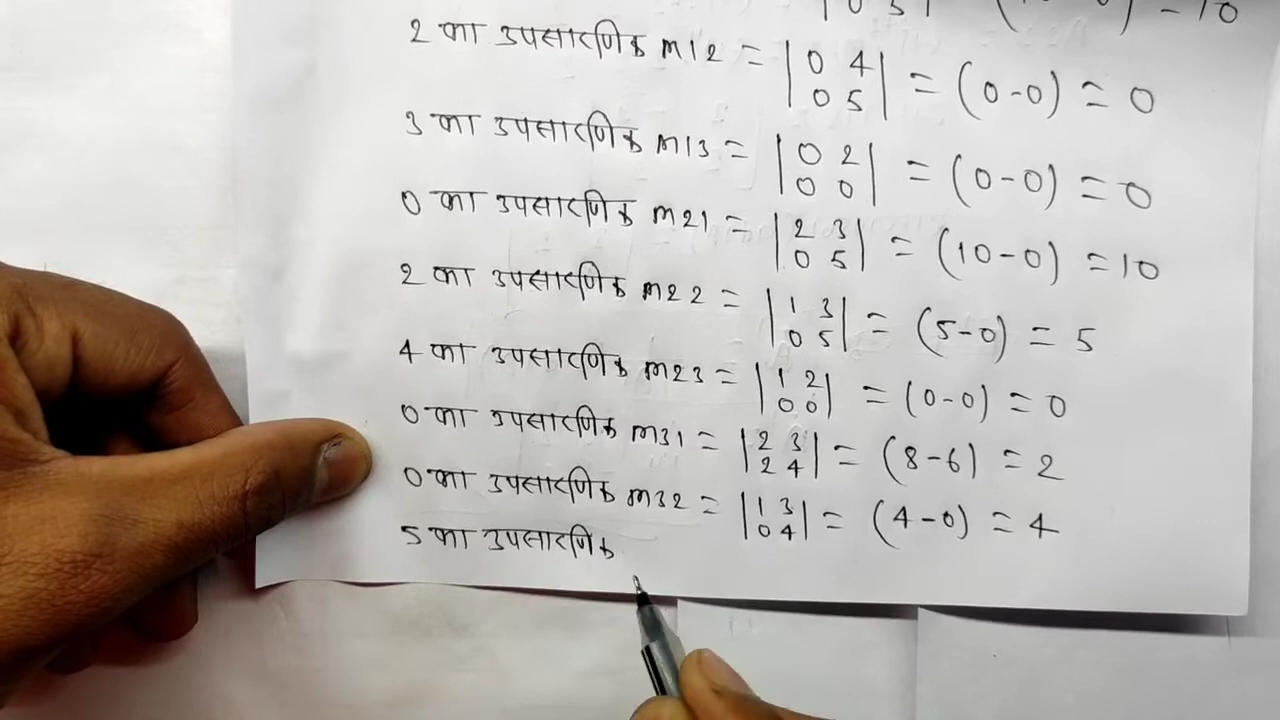 (10-0) = 10
2 का उपसारणिक M12 = |0 4 0 5| = (0-0) = 0
3 का उपसारणिक M13 = |0 2 0 0| = (0-0) = 0
0 का उपसारणिक M21 = |2 3 0 5| = (10-0) = 10
2 का उपसारणिक M22 = |1 3 0 5| = (5-0) = 5
4 का उपसारणिक M23 = |1 2 0 0| = (0-0) = 0
0 का उपसारणिक M31 = |2 3 2 4| = (8-6) = 2
0 का उपसारणिक M32 = |1 3 0 4| = (4-0) = 4
5 का उपसारणिक